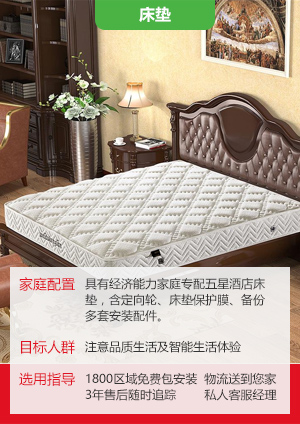 床垫
家庭配置 具有经济能力家庭专配五星酒店床
垫，含定向轮、床垫保护膜、备份
多套安装配件。
目标人群 注意品质生活及智能生活体验
选用指导 1800区域免费包安装 物流送到您家
3年售后随时追踪 私人客服经理